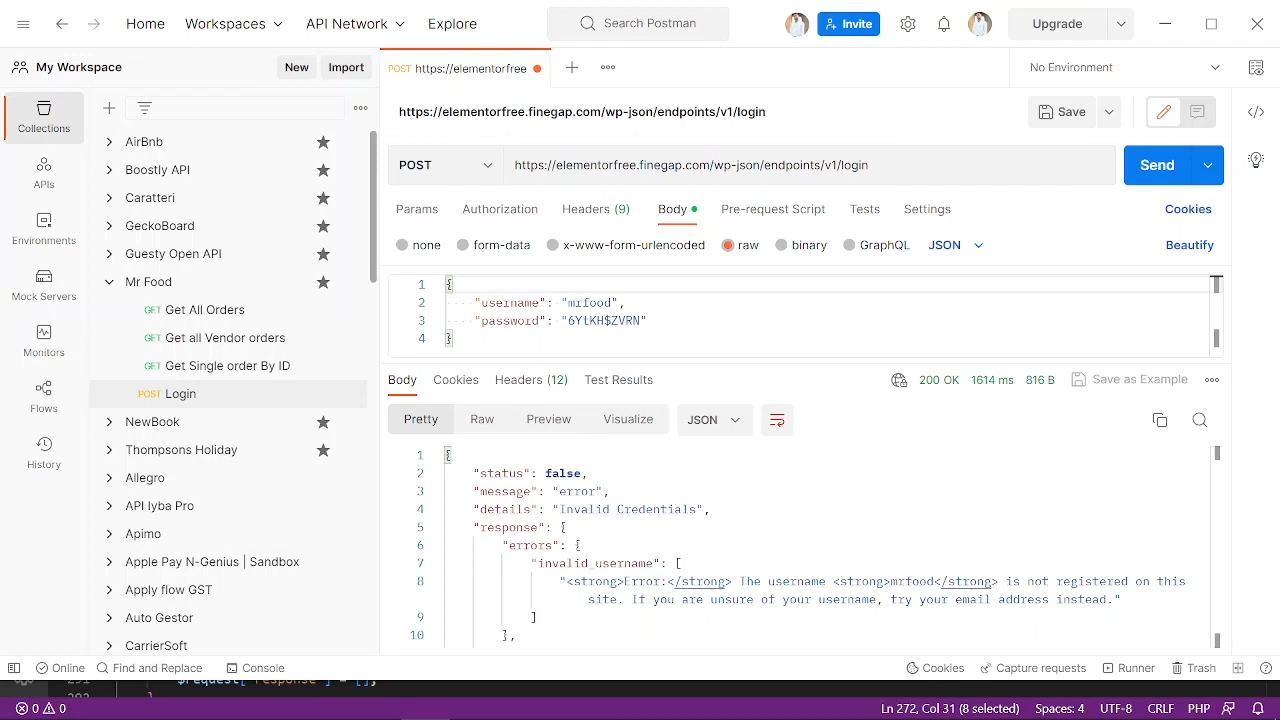 Home Workspaces API Network Explore Search Postman Invite Upgrade
My Workspace New Import POST https://elementorfree No Environment
Collections
APIs
Environments
Mock Servers
Monitors
Flows
History
AirBnb
Boostly API
Caratteri
GeckoBoard
Guesty Open API
Mr Food
GET Get All Orders
GET Get all Vendor orders
GET Get Single order By ID
POST Login
NewBook
Thompsons Holiday
Allegro
API Iyba Pro
Apimo
Apple Pay N-Genius | Sandbox
Apply flow GST
Auto Gestor
CarrierSoft
https://elementorfree.finegap.com/wp-json/endpoints/v1/login Save
POST https://elementorfree.finegap.com/wp-json/endpoints/v1/login Send
Params Authorization Headers (9) Body Pre-request Script Tests Settings Cookies
none form-data x-www-form-urlencoded raw binary GraphQL JSON Beautify
1 {
2 "username": "mrfood",
3 "password": "6YtKH$ZVRN"
4 }
Body Cookies Headers (12) Test Results 200 OK 1614 ms 816 B Save as Example
Pretty Raw Preview Visualize JSON
1 {
2 "status": false,
3 "message": "error",
4 "details": "Invalid Credentials",
5 "response": {
6 "errors": {
7 "invalid_username": [
8 "<strong>Error:</strong> The username <strong>mrfood</strong> is not registered on this
site. If you are unsure of your username, try your email address instead."
9 ]
10 },
Online Find and Replace Console Cookies Capture requests Runner Trash
291 $request['response'] = [];
292 }
0 0 Ln 272, Col 31 (8 selected) Spaces: 4 UTF-8 CRLF PHP